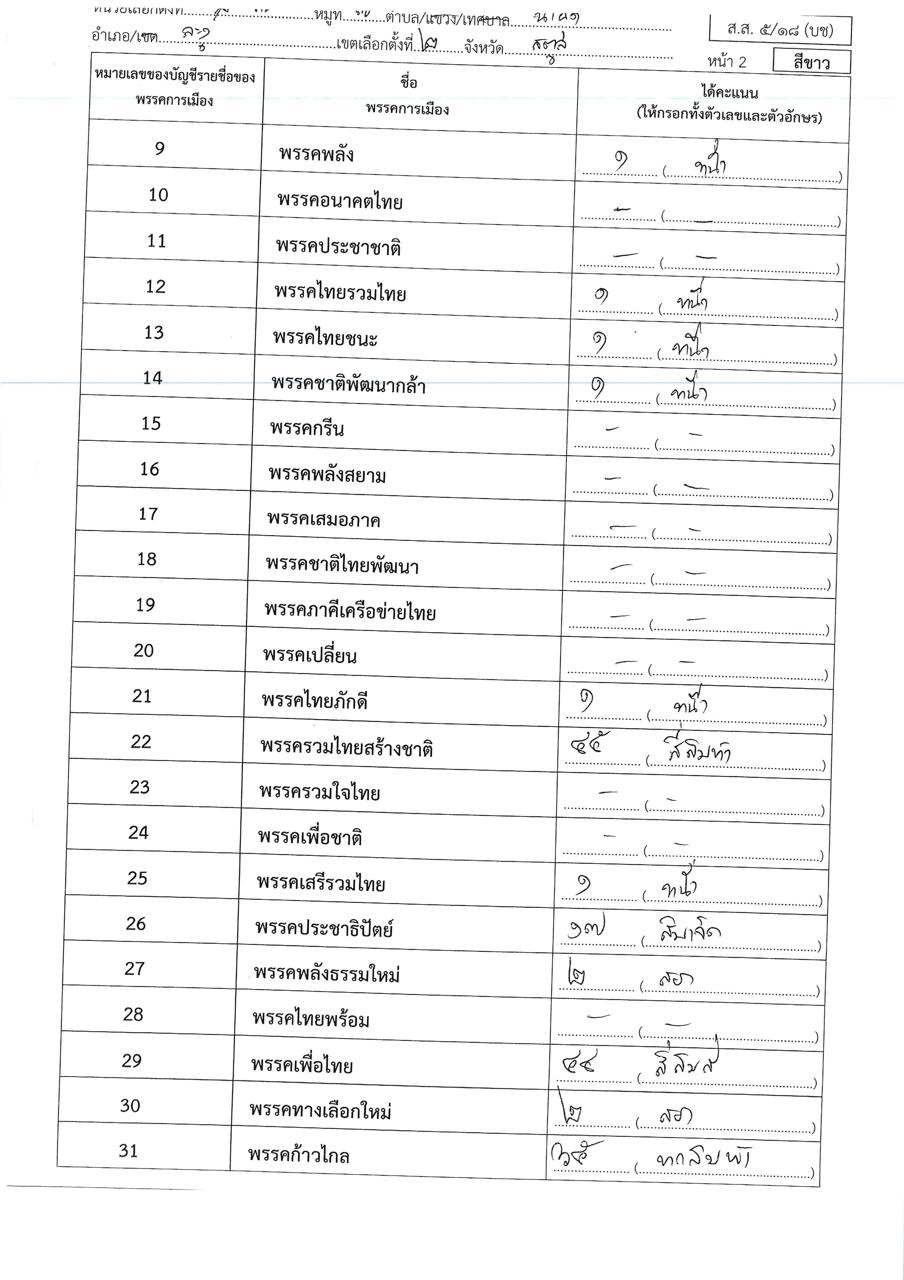 หน่วยเลือกตั้งที่ หมู่ที่ ตำบล/แขวง/เทศบาล
ส.ส. ๕/๑๘ (บช)
อำเภอ/เขต ละงู เขตเลือกตั้งที่ ๒ จังหวัด สตูล
หน้า 2 สีขาว
หมายเลขของบัญชีรายชื่อของ
พรรคการเมือง
ชื่อ
พรรคการเมือง
ได้คะแนน
(ให้กรอกทั้งตัวเลขและตัวอักษร)
9 พรรคพลัง ๑ (หนึ่ง)
10 พรรคอนาคตไทย - (-)
11 พรรคประชาชาติ - (-)
12 พรรคไทยรวมไทย ๑ (หนึ่ง)
13 พรรคไทยชนะ ๑ (หนึ่ง)
14 พรรคชาติพัฒนากล้า ๑ (หนึ่ง)
15 พรรคกรีน - (-)
16 พรรคพลังสยาม - (-)
17 พรรคเสมอภาค - (-)
18 พรรคชาติไทยพัฒนา - (-)
19 พรรคภาคีเครือข่ายไทย - (-)
20 พรรคเปลี่ยน - (-)
21 พรรคไทยภักดี ๑ (หนึ่ง)
22 พรรครวมไทยสร้างชาติ ๔๕ (สี่สิบห้า)
23 พรรครวมใจไทย - (-)
24 พรรคเพื่อชาติ - (-)
25 พรรคเสรีรวมไทย ๑ (หนึ่ง)
26 พรรคประชาธิปัตย์ ๑๗ (สิบเจ็ด)
27 พรรคพลังธรรมใหม่ ๒ (สอง)
28 พรรคไทยพร้อม - (-)
29 พรรคเพื่อไทย ๔๔ (สี่สิบสี่)
30 พรรคทางเลือกใหม่ ๒ (สอง)
31 พรรคก้าวไกล ๖๕ (หกสิบห้า)